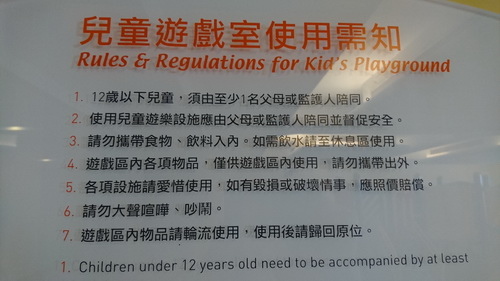 兒童遊戲室使用需知
Rules & Regulations for Kid's Playground
1. 12歲以下兒童，須由至少1名父母或監護人陪同。
2. 使用兒童遊樂設施應由父母或監護人陪同並督促安全。
3. 請勿攜帶食物、飲料入內。如需飲水請至休息區使用。
4. 遊戲區內各項物品，僅供遊戲區內使用，請勿攜帶出外。
5. 各項設施請愛惜使用，如有毀損或破壞情事，應照價賠償。
6. 請勿大聲喧嘩、吵鬧。
7. 遊戲區內物品請輪流使用，使用後請歸回原位。
1. Children under 12 years old need to be accompanied by at least